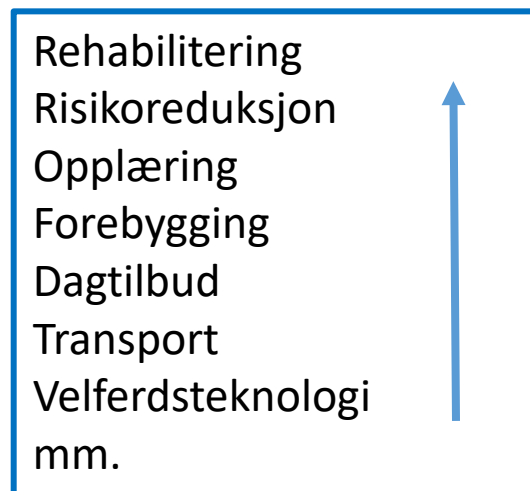 Rehabilitering
Risikoreduksjon
Opplæring
Forebygging
Dagtilbud
Transport
Velferdsteknologi
mm.